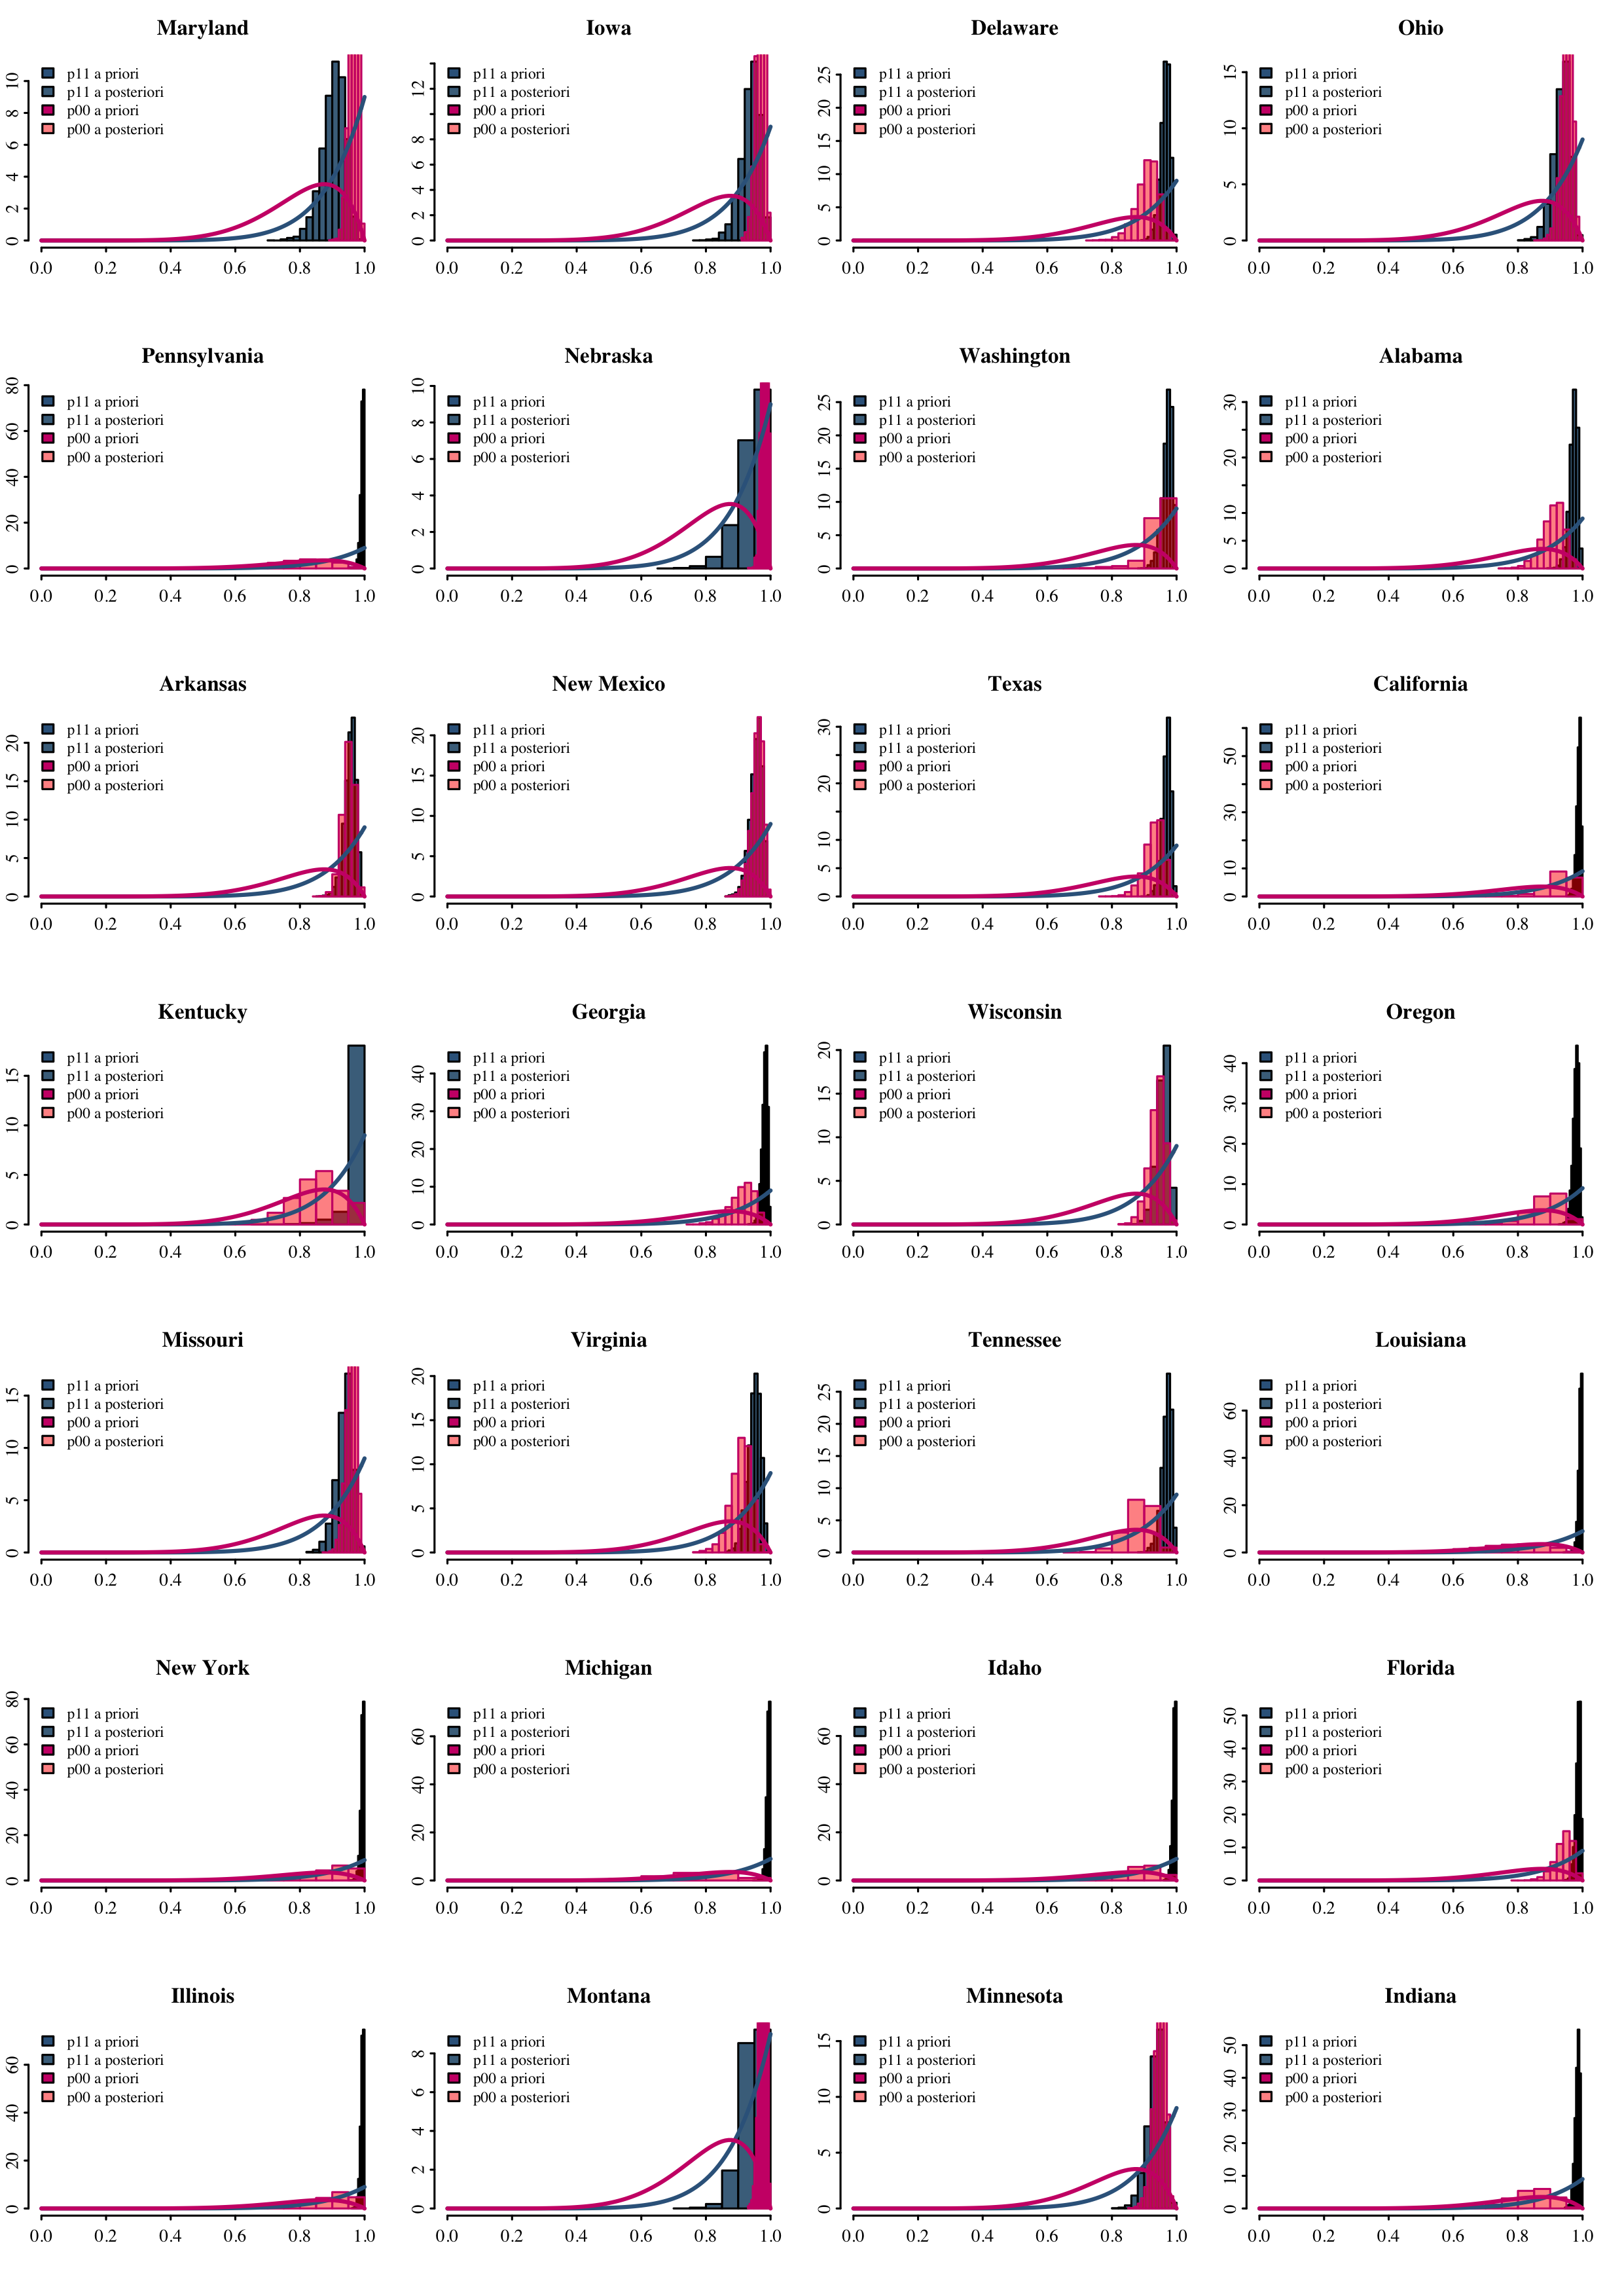 Maryland
p11 a priori
p11 a posteriori
p00 a priori
p00 a posteriori
0 2 4 6 8 10
0.0 0.2 0.4 0.6 0.8 1.0
Iowa
p11 a priori
p11 a posteriori
p00 a priori
p00 a posteriori
0 2 4 6 8 12
0.0 0.2 0.4 0.6 0.8 1.0
Delaware
p11 a priori
p11 a posteriori
p00 a priori
p00 a posteriori
0 5 10 15 20 25
0.0 0.2 0.4 0.6 0.8 1.0
Ohio
p11 a priori
p11 a posteriori
p00 a priori
p00 a posteriori
0 5 10 15
0.0 0.2 0.4 0.6 0.8 1.0
Pennsylvania
p11 a priori
p11 a posteriori
p00 a priori
p00 a posteriori
0 20 40 60 80
0.0 0.2 0.4 0.6 0.8 1.0
Nebraska
p11 a priori
p11 a posteriori
p00 a priori
p00 a posteriori
0 2 4 6 8 10
0.0 0.2 0.4 0.6 0.8 1.0
Washington
p11 a priori
p11 a posteriori
p00 a priori
p00 a posteriori
0 5 10 15 20 25
0.0 0.2 0.4 0.6 0.8 1.0
Alabama
p11 a priori
p11 a posteriori
p00 a priori
p00 a posteriori
0 5 10 20 30
0.0 0.2 0.4 0.6 0.8 1.0
Arkansas
p11 a priori
p11 a posteriori
p00 a priori
p00 a posteriori
0 5 10 15 20
0.0 0.2 0.4 0.6 0.8 1.0
New Mexico
p11 a priori
p11 a posteriori
p00 a priori
p00 a posteriori
0 5 10 15 20
0.0 0.2 0.4 0.6 0.8 1.0
Texas
p11 a priori
p11 a posteriori
p00 a priori
p00 a posteriori
0 5 10 20 30
0.0 0.2 0.4 0.6 0.8 1.0
California
p11 a priori
p11 a posteriori
p00 a priori
p00 a posteriori
0 10 30 50
0.0 0.2 0.4 0.6 0.8 1.0
Kentucky
p11 a priori
p11 a posteriori
p00 a priori
p00 a posteriori
0 5 10 15
0.0 0.2 0.4 0.6 0.8 1.0
Georgia
p11 a priori
p11 a posteriori
p00 a priori
p00 a posteriori
0 10 20 30 40
0.0 0.2 0.4 0.6 0.8 1.0
Wisconsin
p11 a priori
p11 a posteriori
p00 a priori
p00 a posteriori
0 5 10 15 20
0.0 0.2 0.4 0.6 0.8 1.0
Oregon
p11 a priori
p11 a posteriori
p00 a priori
p00 a posteriori
0 10 20 30 40
0.0 0.2 0.4 0.6 0.8 1.0
Missouri
p11 a priori
p11 a posteriori
p00 a priori
p00 a posteriori
0 5 10 15
0.0 0.2 0.4 0.6 0.8 1.0
Virginia
p11 a priori
p11 a posteriori
p00 a priori
p00 a posteriori
0 5 10 15 20
0.0 0.2 0.4 0.6 0.8 1.0
Tennessee
p11 a priori
p11 a posteriori
p00 a priori
p00 a posteriori
0 5 10 15 20 25
0.0 0.2 0.4 0.6 0.8 1.0
Louisiana
p11 a priori
p11 a posteriori
p00 a priori
p00 a posteriori
0 20 40 60
0.0 0.2 0.4 0.6 0.8 1.0
New York
p11 a priori
p11 a posteriori
p00 a priori
p00 a posteriori
0 20 40 60 80
0.0 0.2 0.4 0.6 0.8 1.0
Michigan
p11 a priori
p11 a posteriori
p00 a priori
p00 a posteriori
0 20 40 60
0.0 0.2 0.4 0.6 0.8 1.0
Idaho
p11 a priori
p11 a posteriori
p00 a priori
p00 a posteriori
0 20 40 60
0.0 0.2 0.4 0.6 0.8 1.0
Florida
p11 a priori
p11 a posteriori
p00 a priori
p00 a posteriori
0 10 20 30 40 50
0.0 0.2 0.4 0.6 0.8 1.0
Illinois
p11 a priori
p11 a posteriori
p00 a priori
p00 a posteriori
0 20 40 60
0.0 0.2 0.4 0.6 0.8 1.0
Montana
p11 a priori
p11 a posteriori
p00 a priori
p00 a posteriori
0 2 4 6 8
0.0 0.2 0.4 0.6 0.8 1.0
Minnesota
p11 a priori
p11 a posteriori
p00 a priori
p00 a posteriori
0 5 10 15
0.0 0.2 0.4 0.6 0.8 1.0
Indiana
p11 a priori
p11 a posteriori
p00 a priori
p00 a posteriori
0 10 20 30 40 50
0.0 0.2 0.4 0.6 0.8 1.0